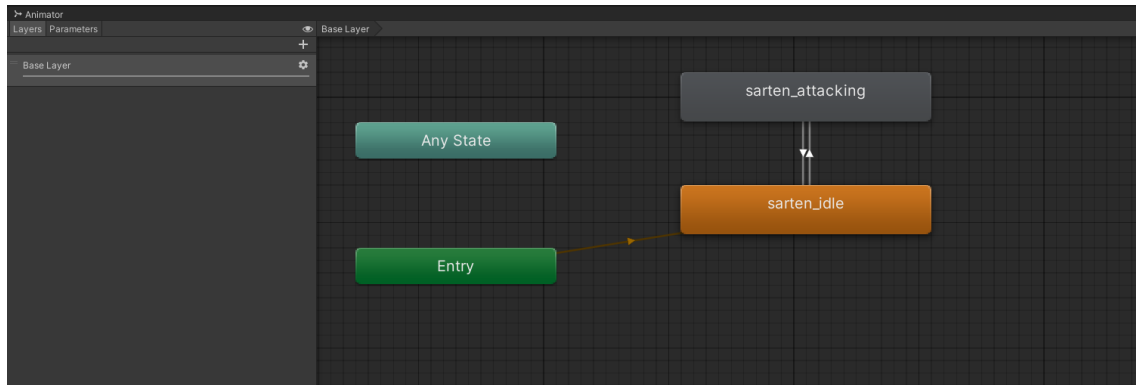 Animator
Layers Parameters
Base Layer
Base Layer
sarten_attacking
Any State
sarten_idle
Entry